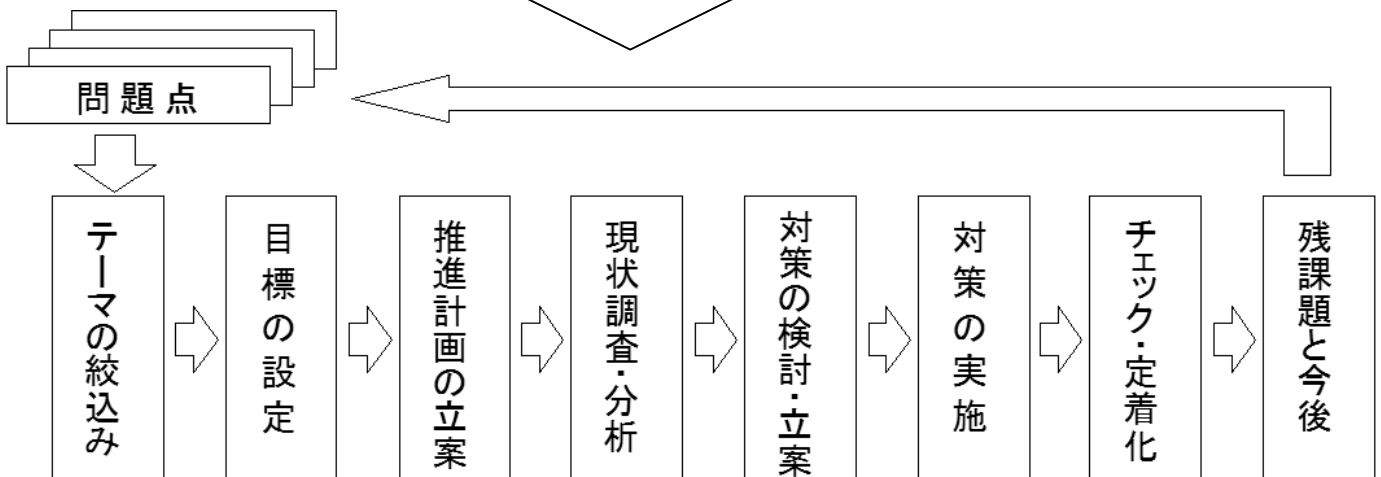 問題点
テーマの絞込み
目標の設定
推進計画の立案
現状調査・分析
対策の検討・立案
対策の実施
チェック・定着化
残課題と今後